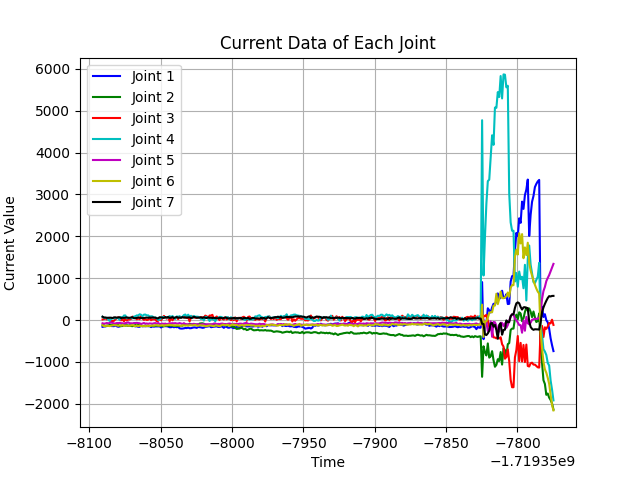 Current Data of Each Joint
Joint 1
Joint 2
Joint 3
Joint 4
Joint 5
Joint 6
Joint 7
6000
5000
4000
3000
2000
1000
0
−1000
−2000
Current Value
−8100 −8050 −8000 −7950 −7900 −7850 −7800
Time
−1.71935e9